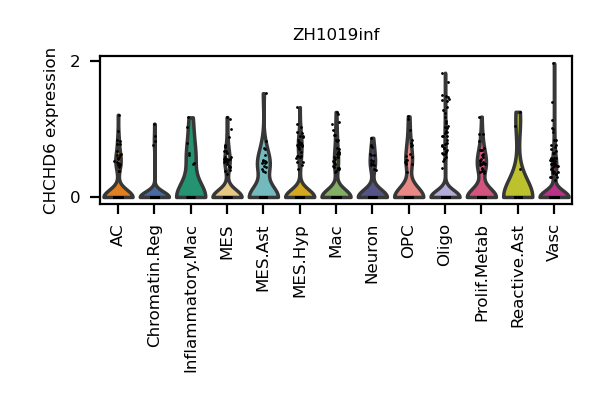 ZH1019inf
CHCHD6 expression
2
0
AC
Chromatin.Reg
Inflammatory.Mac
MES
MES.Ast
MES.Hyp
Mac
Neuron
OPC
Oligo
Prolif.Metab
Reactive.Ast
Vasc